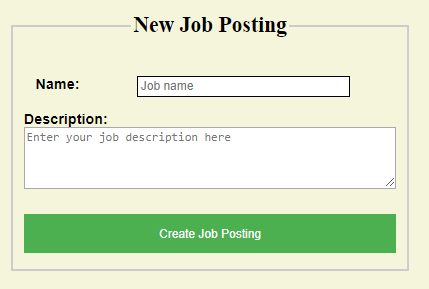 New Job Posting
Name:
Job name
Description:
Enter your job description here
Create Job Posting